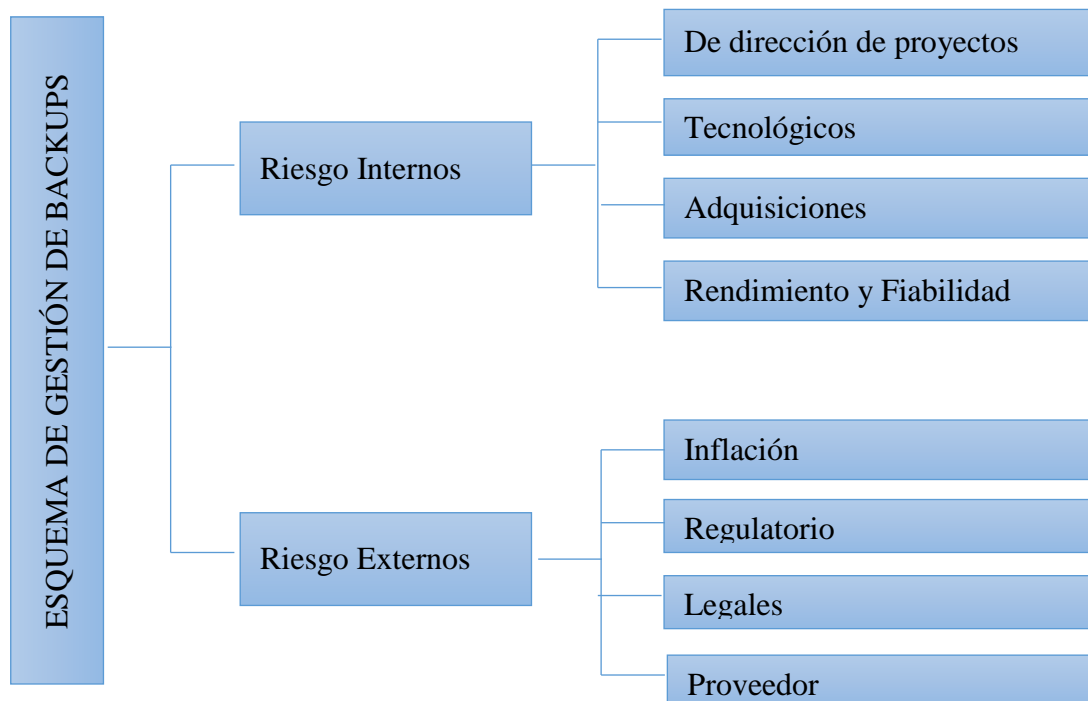 ESQUEMA DE GESTIÓN DE BACKUPS
Riesgo Internos
De dirección de proyectos
Tecnológicos
Adquisiciones
Rendimiento y Fiabilidad
Riesgo Externos
Inflación
Regulatorio
Legales
Proveedor